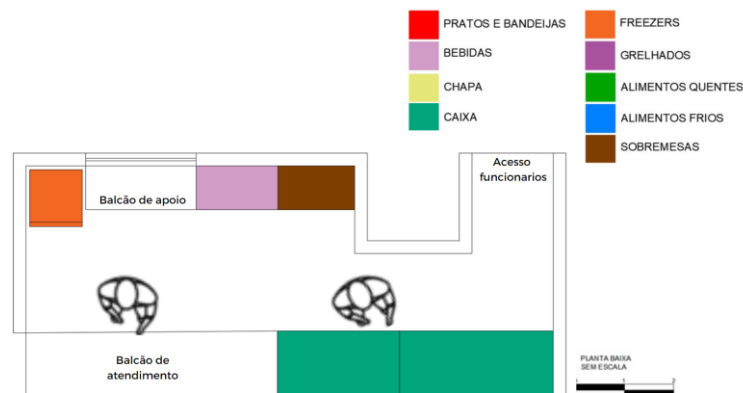 PRATOS E BANDEIJAS
BEBIDAS
CHAPA
CAIXA
FREEZERS
GRELHADOS
ALIMENTOS QUENTES
ALIMENTOS FRIOS
SOBREMESAS
Acesso
funcionarios
Balcão de apoio
Balcão de
atendimento
PLANTA BAIXA
SEM ESCALA